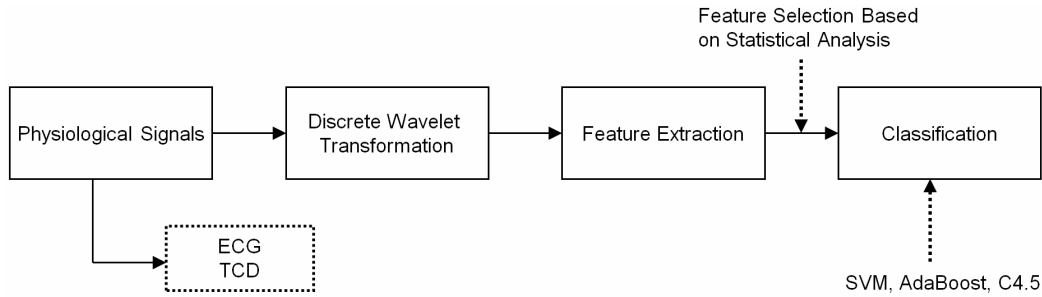 Feature Selection Based
on Statistical Analysis
Physiological Signals
Discrete Wavelet
Transformation
Feature Extraction
Classification
ECG
TCD
SVM, AdaBoost, C4.5